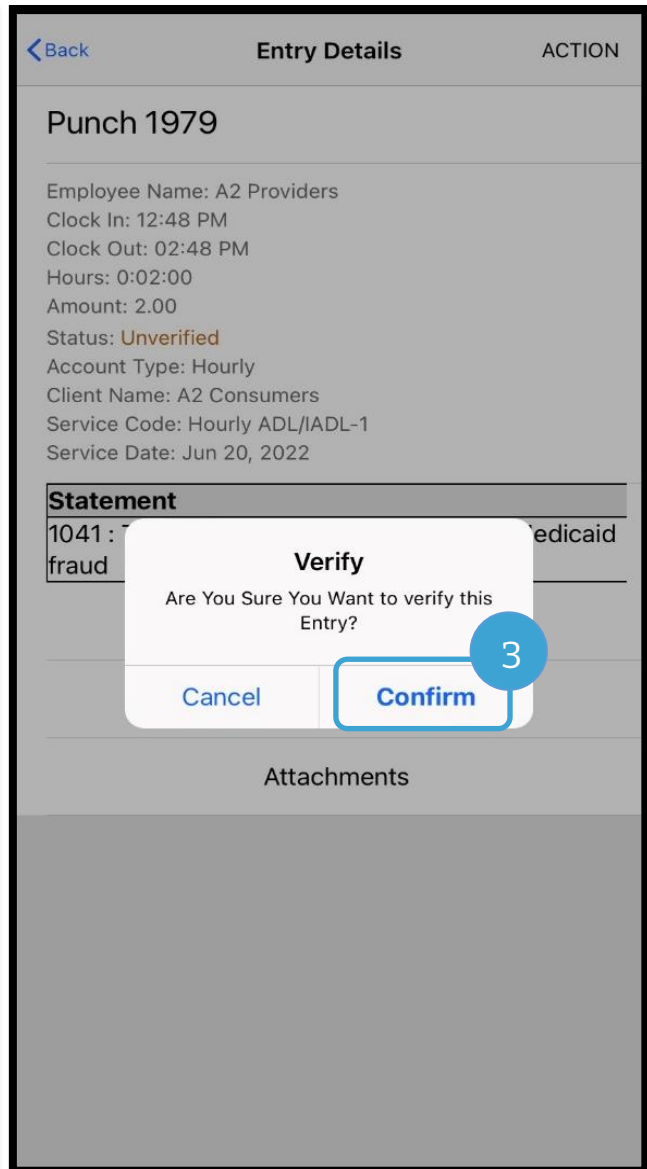 Back Entry Details ACTION
Punch 1979
Employee Name: A2 Providers
Clock In: 12:48 PM
Clock Out: 02:48 PM
Hours: 0:02:00
Amount: 2.00
Status: Unverified
Account Type: Hourly
Client Name: A2 Consumers
Service Code: Hourly ADL/IADL-1
Service Date: Jun 20, 2022
Statement
1041 :
fraud
Verify
Are You Sure You Want to verify this
Entry?
3
Cancel Confirm
Attachments